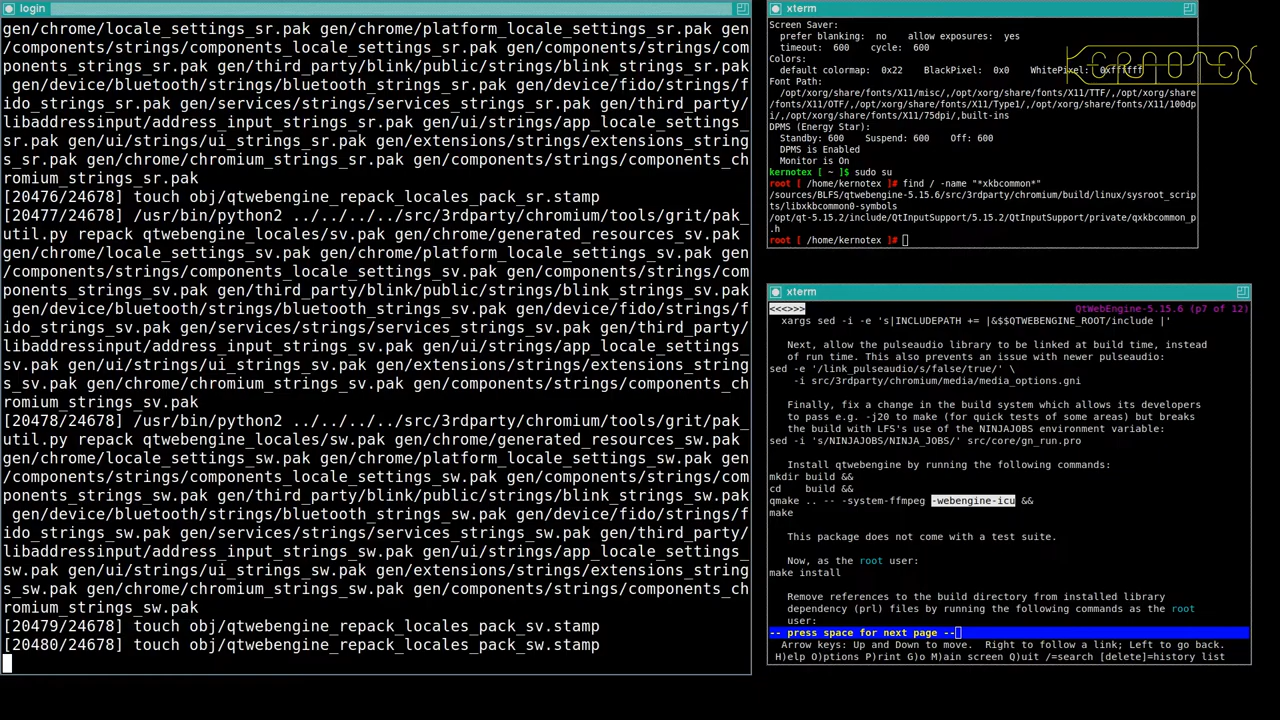 login
gen/chrome/locale_settings_sr.pak gen/chrome/platform_locale_settings_sr.pak gen
/components/strings/components_locale_settings_sr.pak gen/components/strings/com
ponents_strings_sr.pak gen/third_party/blink/public/strings/blink_strings_sr.pak
 gen/device/bluetooth/strings/bluetooth_strings_sr.pak gen/device/fido/strings/f
ido_strings_sr.pak gen/services/strings/services_strings_sr.pak gen/third_party/
libaddressinput/address_input_strings_sr.pak gen/ui/strings/app_locale_settings_
sr.pak gen/ui/strings/ui_strings_sr.pak gen/extensions/strings/extensions_string
s_sr.pak gen/chrome/chromium_strings_sr.pak gen/components/strings/components_ch
romium_strings_sr.pak
[20476/24678] touch obj/qtwebengine_repack_locales_pack_sr.stamp
[20477/24678] /usr/bin/python2 ../../../../src/3rdparty/chromium/tools/grit/pak_
util.py repack qtwebengine_locales/sv.pak gen/chrome/generated_resources_sv.pak 
gen/chrome/locale_settings_sv.pak gen/chrome/platform_locale_settings_sv.pak gen
/components/strings/components_locale_settings_sv.pak gen/components/strings/com
ponents_strings_sv.pak gen/third_party/blink/public/strings/blink_strings_sv.pak
 gen/device/bluetooth/strings/bluetooth_strings_sv.pak gen/device/fido/strings/f
ido_strings_sv.pak gen/services/strings/services_strings_sv.pak gen/third_party/
libaddressinput/address_input_strings_sv.pak gen/ui/strings/app_locale_settings_
sv.pak gen/ui/strings/ui_strings_sv.pak gen/extensions/strings/extensions_string
s_sv.pak gen/chrome/chromium_strings_sv.pak gen/components/strings/components_ch
romium_strings_sv.pak
[20478/24678] /usr/bin/python2 ../../../../src/3rdparty/chromium/tools/grit/pak_
util.py repack qtwebengine_locales/sw.pak gen/chrome/generated_resources_sw.pak 
gen/chrome/locale_settings_sw.pak gen/chrome/platform_locale_settings_sw.pak gen
/components/strings/components_locale_settings_sw.pak gen/components/strings/com
ponents_strings_sw.pak gen/third_party/blink/public/strings/blink_strings_sw.pak
 gen/device/bluetooth/strings/bluetooth_strings_sw.pak gen/device/fido/strings/f
ido_strings_sw.pak gen/services/strings/services_strings_sw.pak gen/third_party/
libaddressinput/address_input_strings_sw.pak gen/ui/strings/app_locale_settings_
sw.pak gen/ui/strings/ui_strings_sw.pak gen/extensions/strings/extensions_string
s_sw.pak gen/chrome/chromium_strings_sw.pak gen/components/strings/components_ch
romium_strings_sw.pak
[20479/24678] touch obj/qtwebengine_repack_locales_pack_sv.stamp
[20480/24678] touch obj/qtwebengine_repack_locales_pack_sw.stamp
xterm
Screen Saver:
prefer blanking:  no    allow exposures:  yes
timeout:  600    cycle:  600
Colors:
default colormap:  0x22    BlackPixel:  0x0    WhitePixel:  0xffffff
Font Path:
/opt/xorg/share/fonts/X11/misc/,/opt/xorg/share/fonts/X11/TTF/,/opt/xorg/share
/fonts/X11/OTF/,/opt/xorg/share/fonts/X11/Type1/,/opt/xorg/share/fonts/X11/100dp
i/,/opt/xorg/share/fonts/X11/75dpi/,built-ins
DPMS (Energy Star):
Standby: 600    Suspend: 600    Off: 600
DPMS is Enabled
Monitor is On
kernotex [ ~ ]$ sudo su
root [ /home/kernotex ]# find / -name "*xkbcommon*"
/sources/BLFS/qtwebengine-5.15.6/src/3rdparty/chromium/build/linux/sysroot_scrip
ts/libxkbcommon0-symbols
/opt/qt-5.15.2/include/QtInputSupport/5.15.2/QtInputSupport/private/qxkbcommon_p
.h
root [ /home/kernotex ]#
KERNOTEX
xterm
<<<>>> QtWebEngine-5.15.6 (p7 of 12)
xargs sed -i -e 's|INCLUDEPATH += |&$$QTWEBENGINE_ROOT/include |'
Next, allow the pulseaudio library to be linked at build time, instead
of run time. This also prevents an issue with newer pulseaudio:
sed -e '/link_pulseaudio/s/false/true/' \
-i src/3rdparty/chromium/media/media_options.gni
Finally, fix a change in the build system which allows its developers
to pass e.g. -j20 to make (for quick tests of some areas) but breaks
the build with LFS's use of the NINJAJOBS environment variable:
sed -i 's/NINJAJOBS/NINJA_JOBS/' src/core/gn_run.pro
Install qtwebengine by running the following commands:
mkdir build &&
cd    build &&
qmake .. -- -system-ffmpeg -webengine-icu &&
make
This package does not come with a test suite.
Now, as the root user:
make install
Remove references to the build directory from installed library
dependency (prl) files by running the following commands as the root
user:
-- press space for next page --
Arrow keys: Up and Down to move.  Right to follow a link; Left to go back.
H)elp O)ptions P)rint G)o M)ain screen Q)uit /=search [delete]=history list